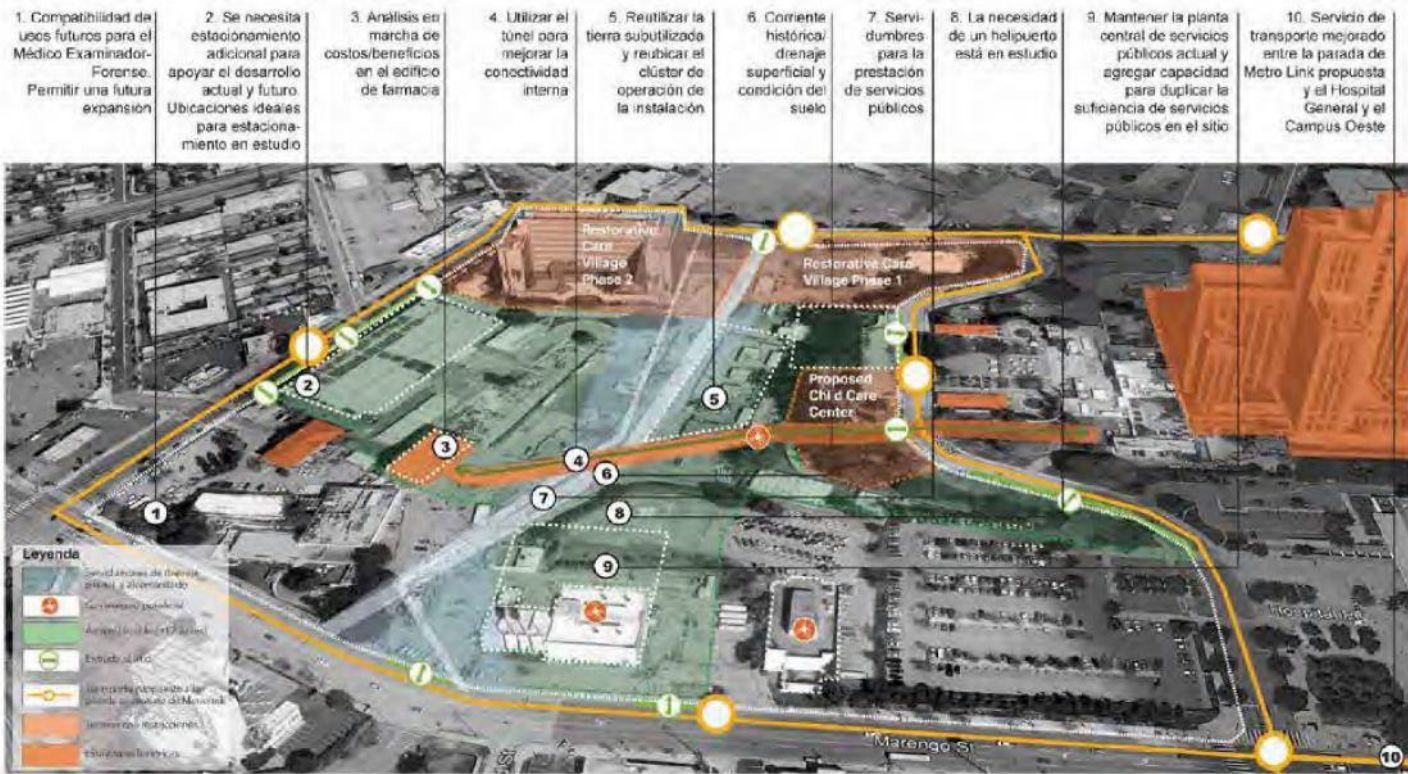 1. Compatibilidad de
usos futuros para el
Médico Examinador-
Forense.
Permitir una futura
expansión
2. Se necesita
estacionamiento
adicional para
apoyar el desarrollo
actual y futuro.
Ubicaciones ideales
para estaciona-
miento en estudio
3. Análisis en
marcha de
costos/beneficios
en el edificio
de farmacia
4. Utilizar el
túnel para
mejorar la
conectividad
interna
5. Reutilizar la
tierra subutilizada
y reubicar el
clúster de
operación de
la instalación
6. Corriente
histórica/
drenaje
superficial y
condición del
suelo
7. Servi-
dumbres
para la
prestación
de servicios
públicos
8. La necesidad
de un helipuerto
está en estudio
9. Mantener la planta
central de servicios
públicos actual y
agregar capacidad
para duplicar la
suficiencia de servicios
públicos en el sitio
10. Servicio de
transporte mejorado
entre la parada de
Metro Link propuesta
y el Hospital
General y el
Campus Oeste
Restorative
Care
Village
Phase 2
Restorative Care
Village Phase 1
Proposed
Chi d Care
Center
2
5
3
4
6
7
1
8
9
Leyenda
Marengo St
10